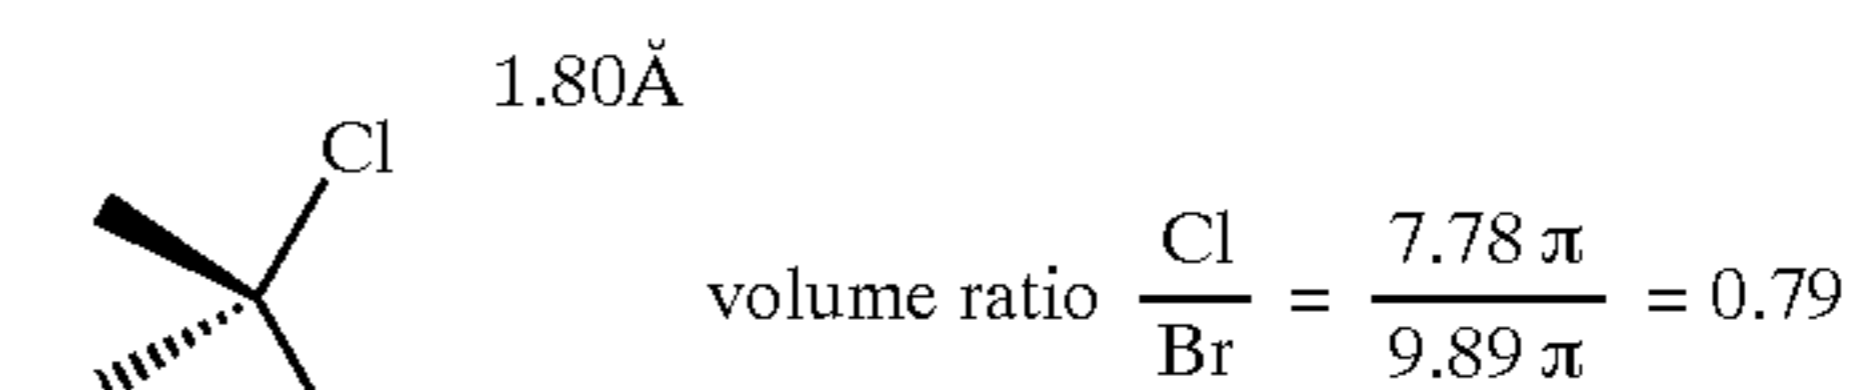 1.80Ă
Cl
volume ratio Cl/Br = 7.78 π/9.89 π = 0.79